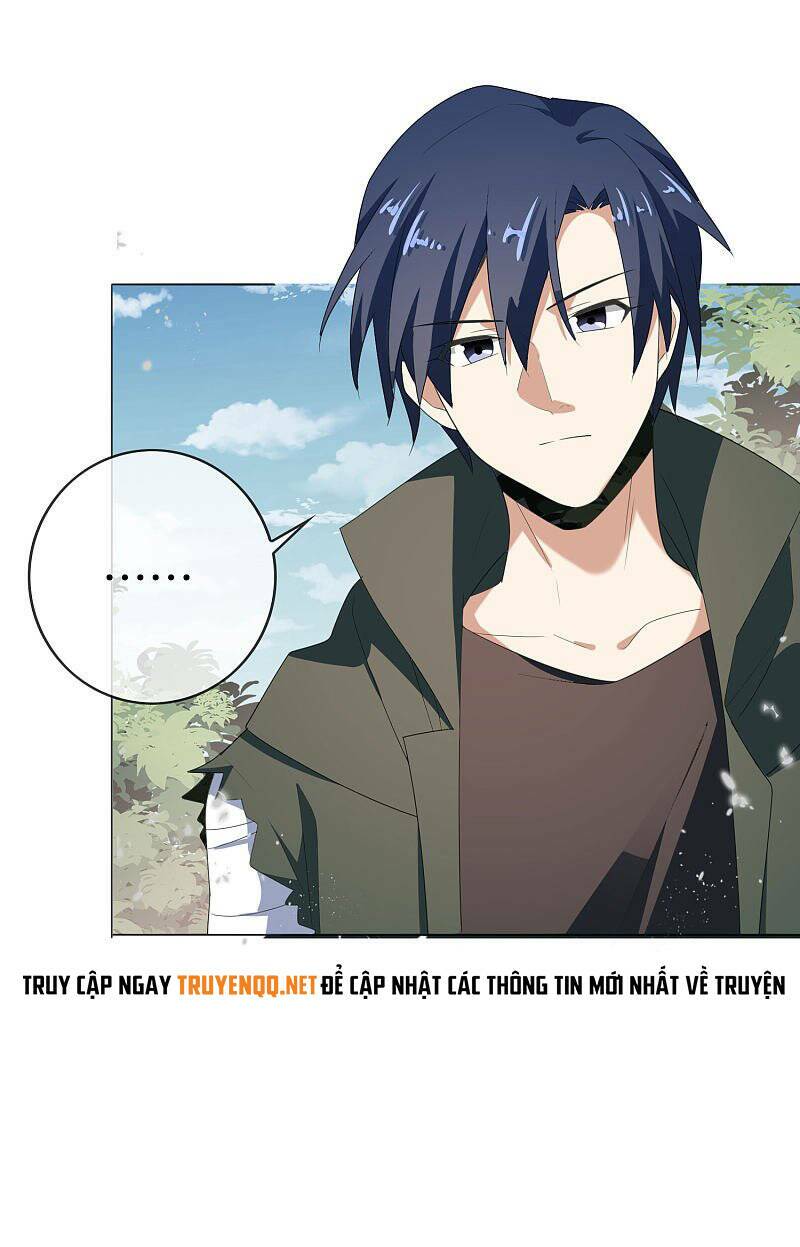 ......
TRUY CẬP NGAY TRUYENQQ.NET ĐỂ CẬP NHẬT CÁC THÔNG TIN MỚI NHẤT VỀ TRUYỆN